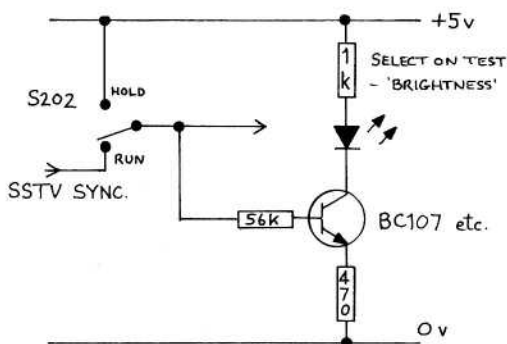 +5v
1k
SELECT ON TEST
- 'BRIGHTNESS'
S202
HOLD
RUN
SSTV SYNC.
56k
BC107 etc.
470
0v